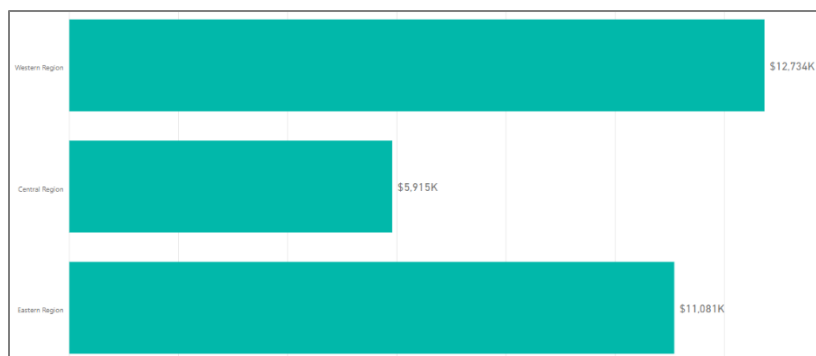 Western Region
$12,734K
Central Region
$5,915K
Eastern Region
$11,081K